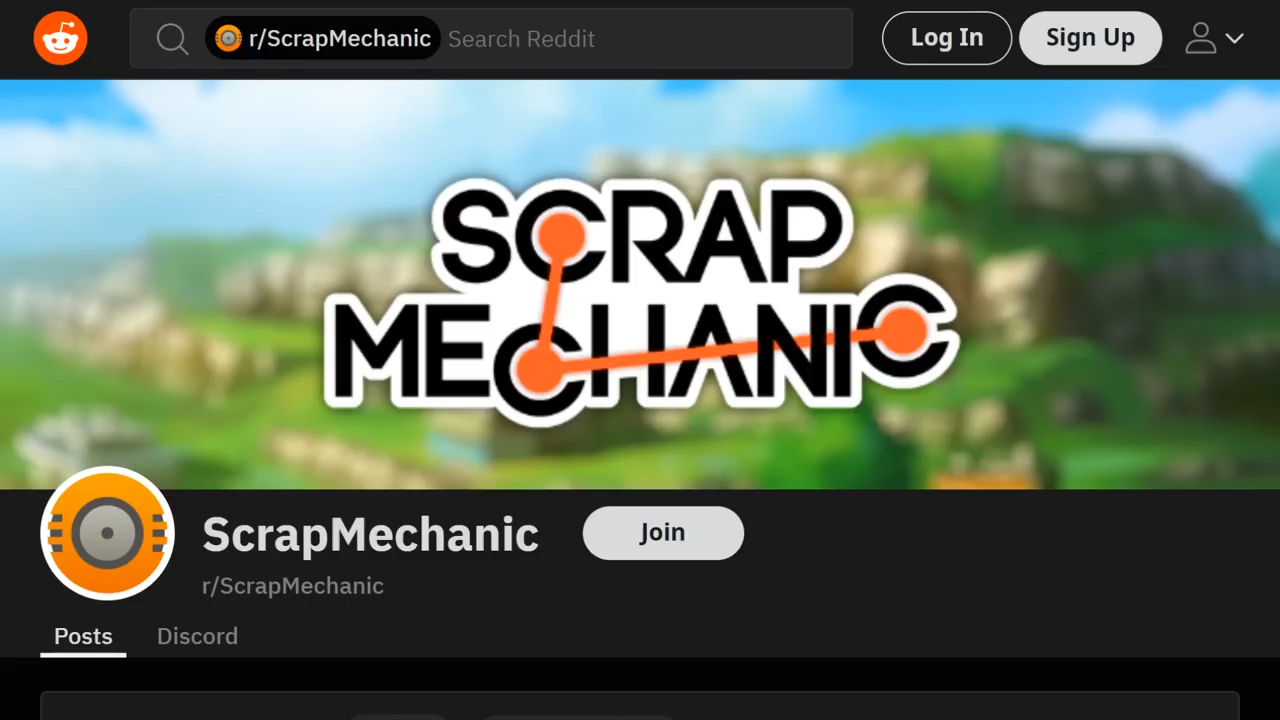 r/ScrapMechanic Search Reddit Log In Sign Up
SCRAP
MECHANIC
ScrapMechanic Join
r/ScrapMechanic
Posts Discord